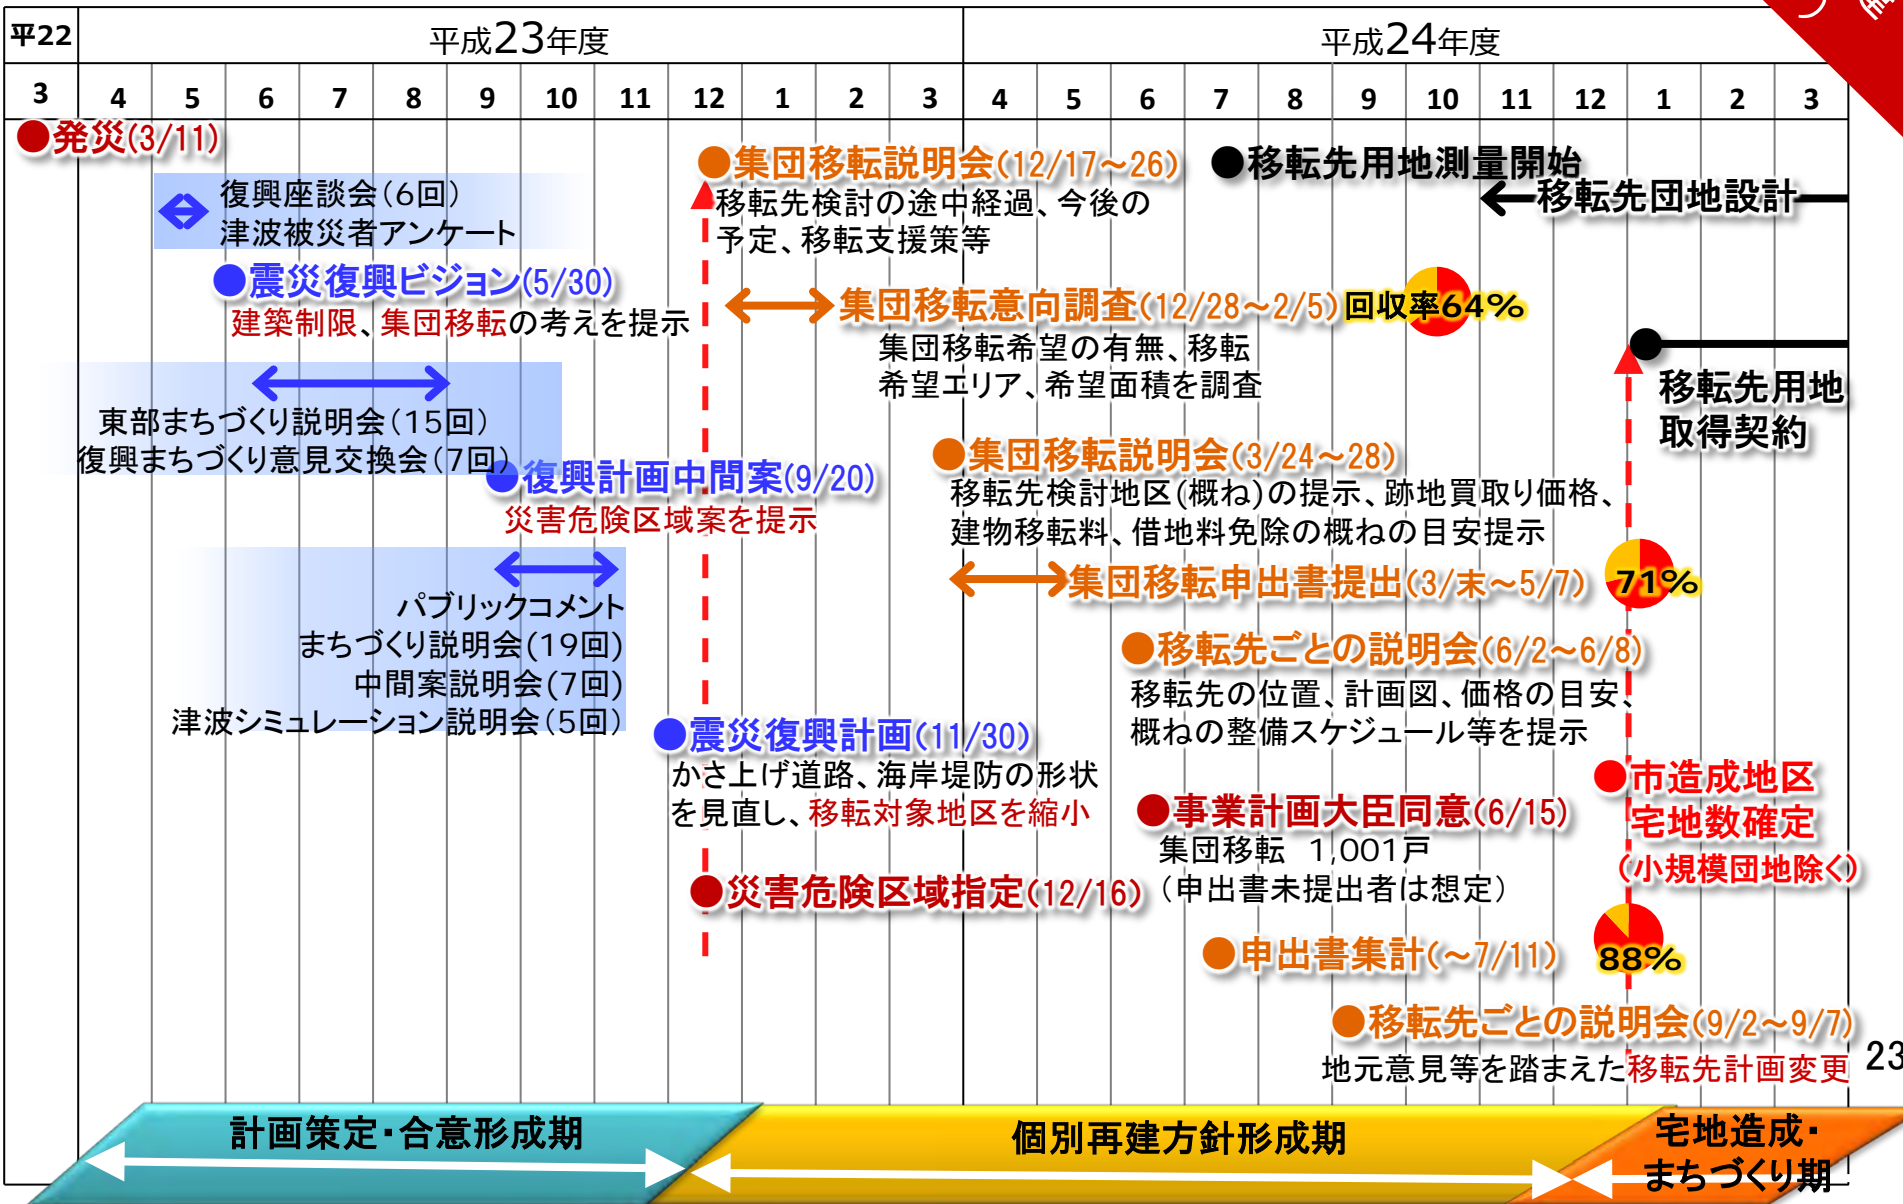 平22 平成23年度 平成24年度
3 4 5 6 7 8 9 10 11 12 1 2 3 4 5 6 7 8 9 10 11 12 1 2 3
●発災(3/11)
復興座談会(6回)
津波被災者アンケート
●震災復興ビジョン(5/30)
建築制限、集団移転の考えを提示
東部まちづくり説明会(15回)
復興まちづくり意見交換会(7回)
●復興計画中間案(9/20)
災害危険区域案を提示
パブリックコメント
まちづくり説明会(19回)
中間案説明会(7回)
津波シミュレーション説明会(5回)
●震災復興計画(11/30)
かさ上げ道路、海岸堤防の形状
を見直し、移転対象地区を縮小
●災害危険区域指定(12/16)
●集団移転説明会(12/17～26)
移転先検討の途中経過、今後の
予定、移転支援策等
集団移転意向調査(12/28～2/5) 回収率64%
集団移転希望の有無、移転
希望エリア、希望面積を調査
●集団移転説明会(3/24～28)
移転先検討地区(概ね)の提示、跡地買取り価格、
建物移転料、借地料免除の概ねの目安提示
集団移転申出書提出(3/末～5/7) 71%
●移転先ごとの説明会(6/2～6/8)
移転先の位置、計画図、価格の目安、
概ねの整備スケジュール等を提示
●事業計画大臣同意(6/15)
集団移転 1,001戸
(申出書未提出者は想定)
●申出書集計(～7/11) 88%
●移転先ごとの説明会(9/2～9/7)
地元意見等を踏まえた移転先計画変更
●移転先用地測量開始
移転先団地設計
移転先用地
取得契約
●市造成地区
宅地数確定
(小規模団地除く)
23
計画策定・合意形成期
個別再建方針形成期
宅地造成・
まちづくり期